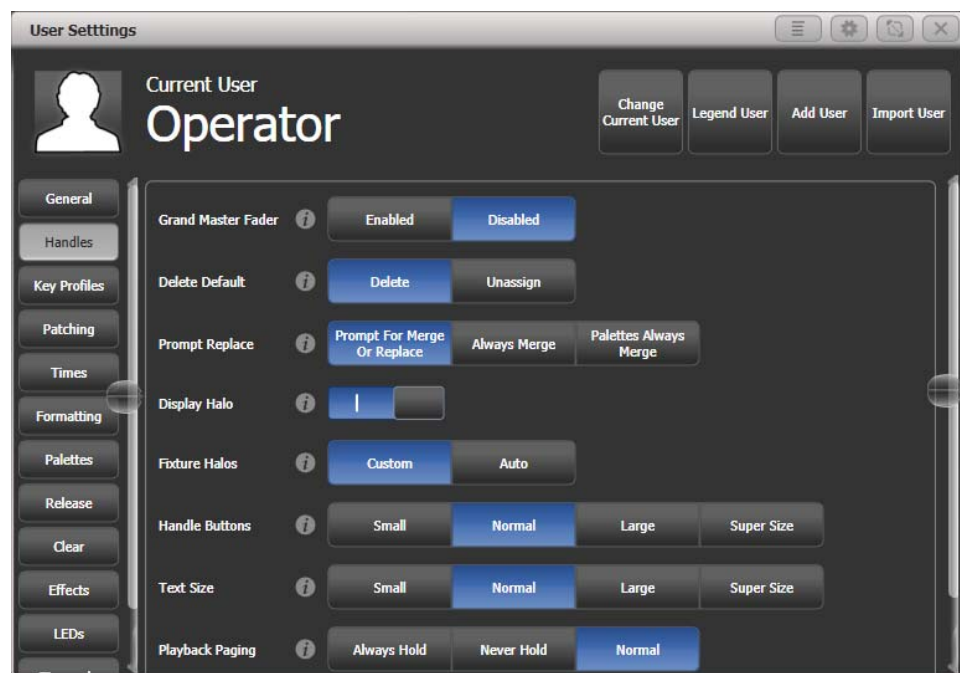 User Setttings
Current User
Operator
Change
Current User
Legend User
Add User
Import User
General
Handles
Key Profiles
Patching
Times
Formatting
Palettes
Release
Clear
Effects
LEDs
Grand Master Fader
Enabled
Disabled
Delete Default
Delete
Unassign
Prompt Replace
Prompt For Merge
Or Replace
Always Merge
Palettes Always
Merge
Display Halo
Fixture Halos
Custom
Auto
Handle Buttons
Small
Normal
Large
Super Size
Text Size
Small
Normal
Large
Super Size
Playback Paging
Always Hold
Never Hold
Normal